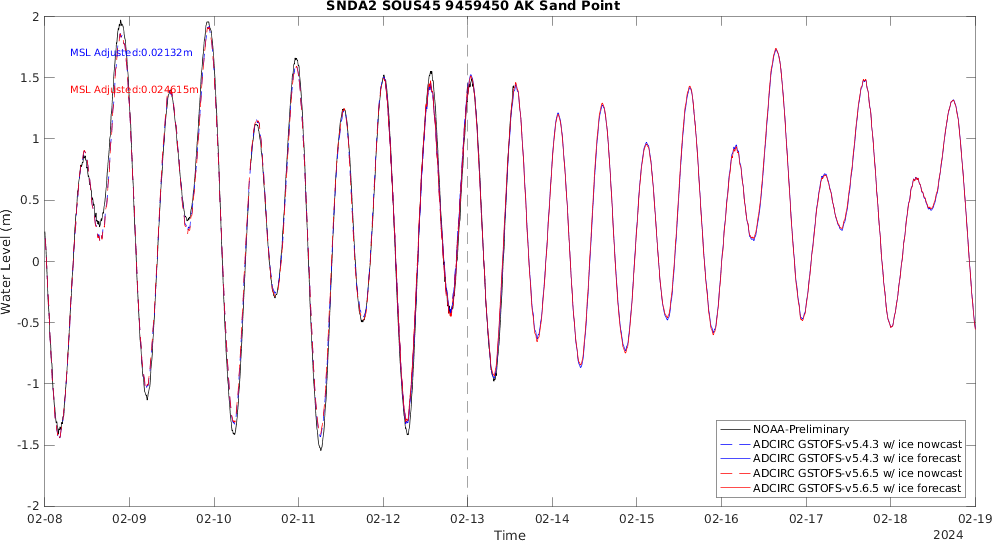 SNDA2 SOUS45 9459450 AK Sand Point
MSL Adjusted:0.02132m
MSL Adjusted:0.024615m
Water Level (m)
2
1.5
1
0.5
0
-0.5
-1
-1.5
-2
NOAA-Preliminary
ADCIRC GSTOFS-v5.4.3 w/ ice nowcast
ADCIRC GSTOFS-v5.4.3 w/ ice forecast
ADCIRC GSTOFS-v5.6.5 w/ ice nowcast
ADCIRC GSTOFS-v5.6.5 w/ ice forecast
02-08 02-09 02-10 02-11 02-12 02-13 02-14 02-15 02-16 02-17 02-18 02-19
Time
2024